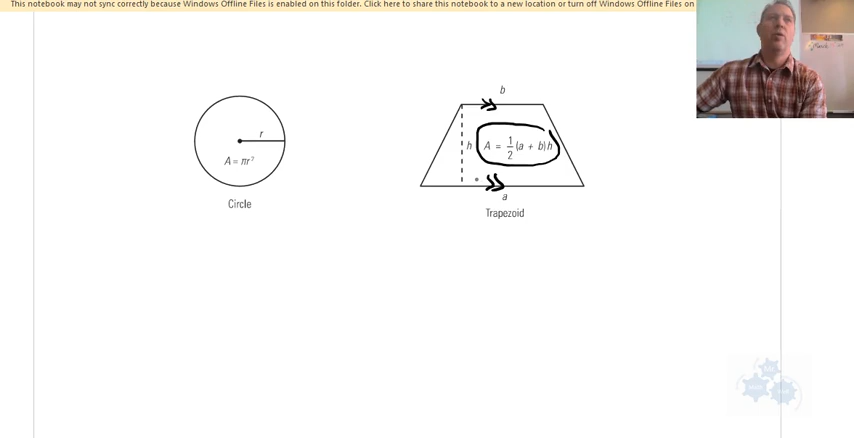 This notebook may not sync correctly because Windows Offline Files is enabled on this folder. Click here to share this notebook to a new location or turn off Windows Offline Files on
b
r
h A = 1/2 (a + b)h
A = πr²
a
Circle
Trapezoid